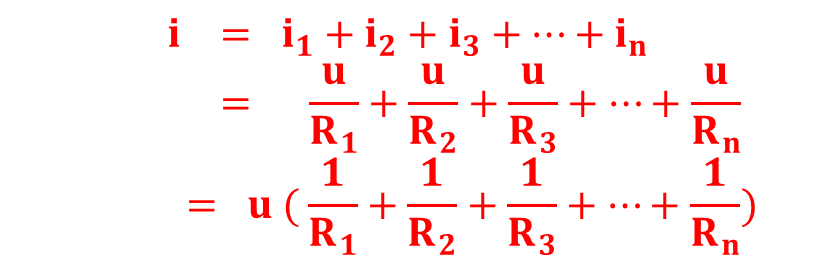 i = i₁ + i₂ + i₃ + ⋯ + iₙ
= u/R₁ + u/R₂ + u/R₃ + ⋯ + u/Rₙ
= u ( 1/R₁ + 1/R₂ + 1/R₃ + ⋯ + 1/Rₙ )